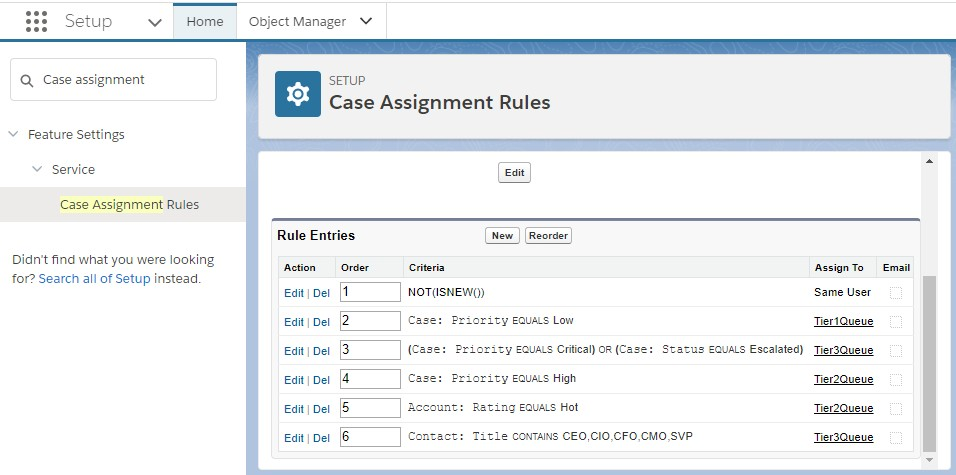 Setup Home Object Manager
Case assignment
SETUP
Case Assignment Rules
Feature Settings
Service
Case Assignment Rules
Didn't find what you were looking
for? Search all of Setup instead.
Edit
Rule Entries New Reorder
Action Order Criteria Assign To Email
Edit | Del 1 NOT(ISNEW()) Same User
Edit | Del 2 Case: Priority EQUALS Low Tier1Queue
Edit | Del 3 (Case: Priority EQUALS Critical) OR (Case: Status EQUALS Escalated) Tier3Queue
Edit | Del 4 Case: Priority EQUALS High Tier2Queue
Edit | Del 5 Account: Rating EQUALS Hot Tier2Queue
Edit | Del 6 Contact: Title CONTAINS CEO,CIO,CFO,CMO,SVP Tier3Queue